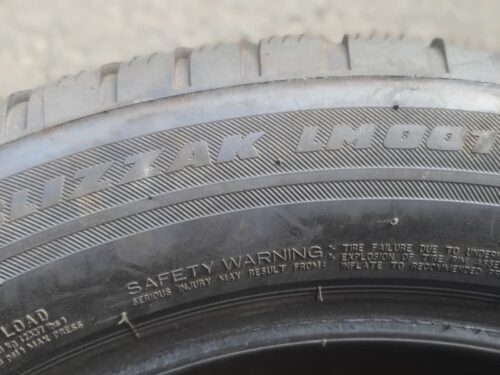 LIZZAK LM001
SAFETY WARNING
SERIOUS INJURY MAY RESULT FROM:
TIRE FAILURE DUE TO
EXPLOSION OF TIRE
INFLATE TO RECOMMENDED
LOAD
MAX PRESS